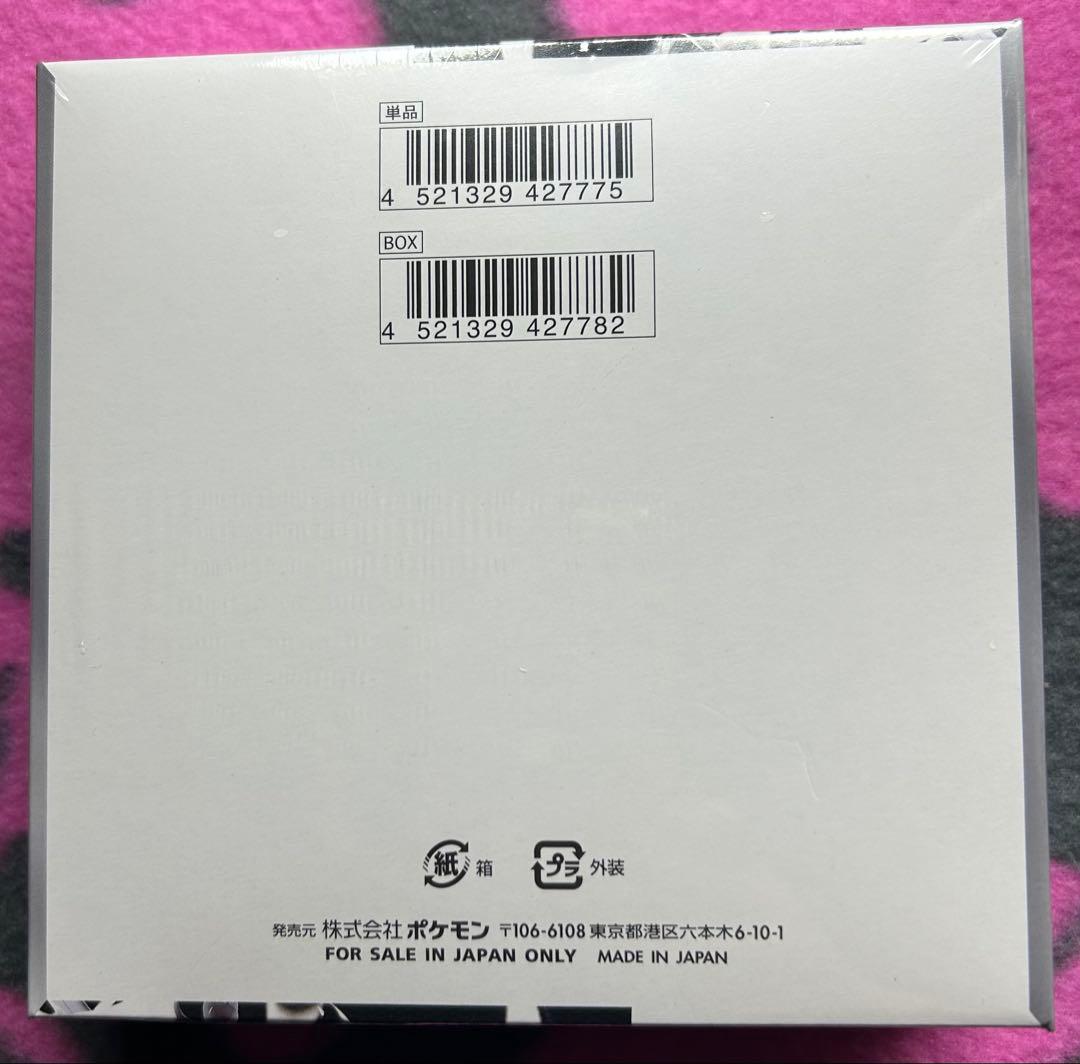 単品
4 521329 427775
BOX
4 521329 427782
紙 箱 プラ 外装
発売元 株式会社ポケモン 〒106-6108 東京都港区六本木6-10-1
FOR SALE IN JAPAN ONLY MADE IN JAPAN